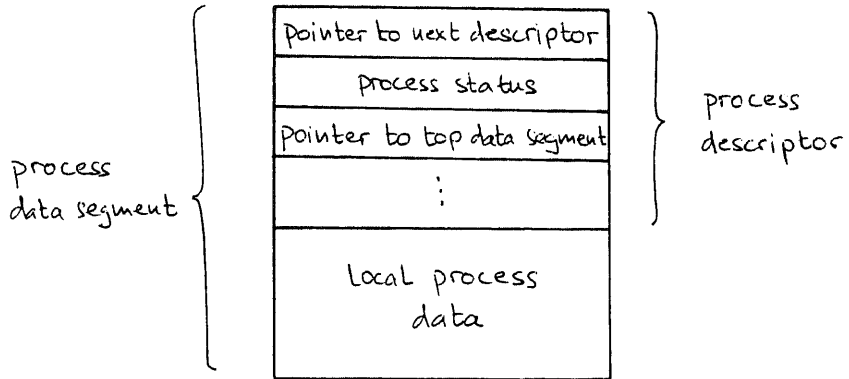 pointer to next descriptor
process status
pointer to top data segment
⋮
local process
data
process
data segment
process
descriptor